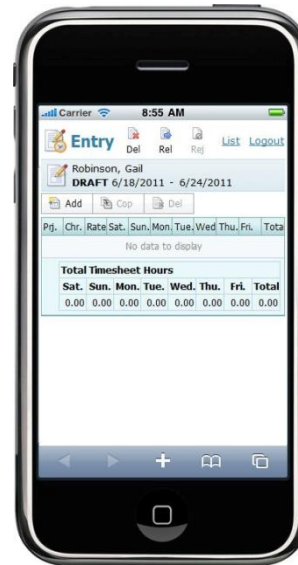 Carrier 8:55 AM
Entry Del Rel Rej List Logout
Robinson, Gail
DRAFT 6/18/2011 - 6/24/2011
Add Cop Del
Prj. Chr. Rate Sat. Sun. Mon. Tue. Wed Thu. Fri. Tota
No data to display
Total Timesheet Hours
Sat. Sun. Mon. Tue. Wed. Thu. Fri. Total
0.00 0.00 0.00 0.00 0.00 0.00 0.00 0.00